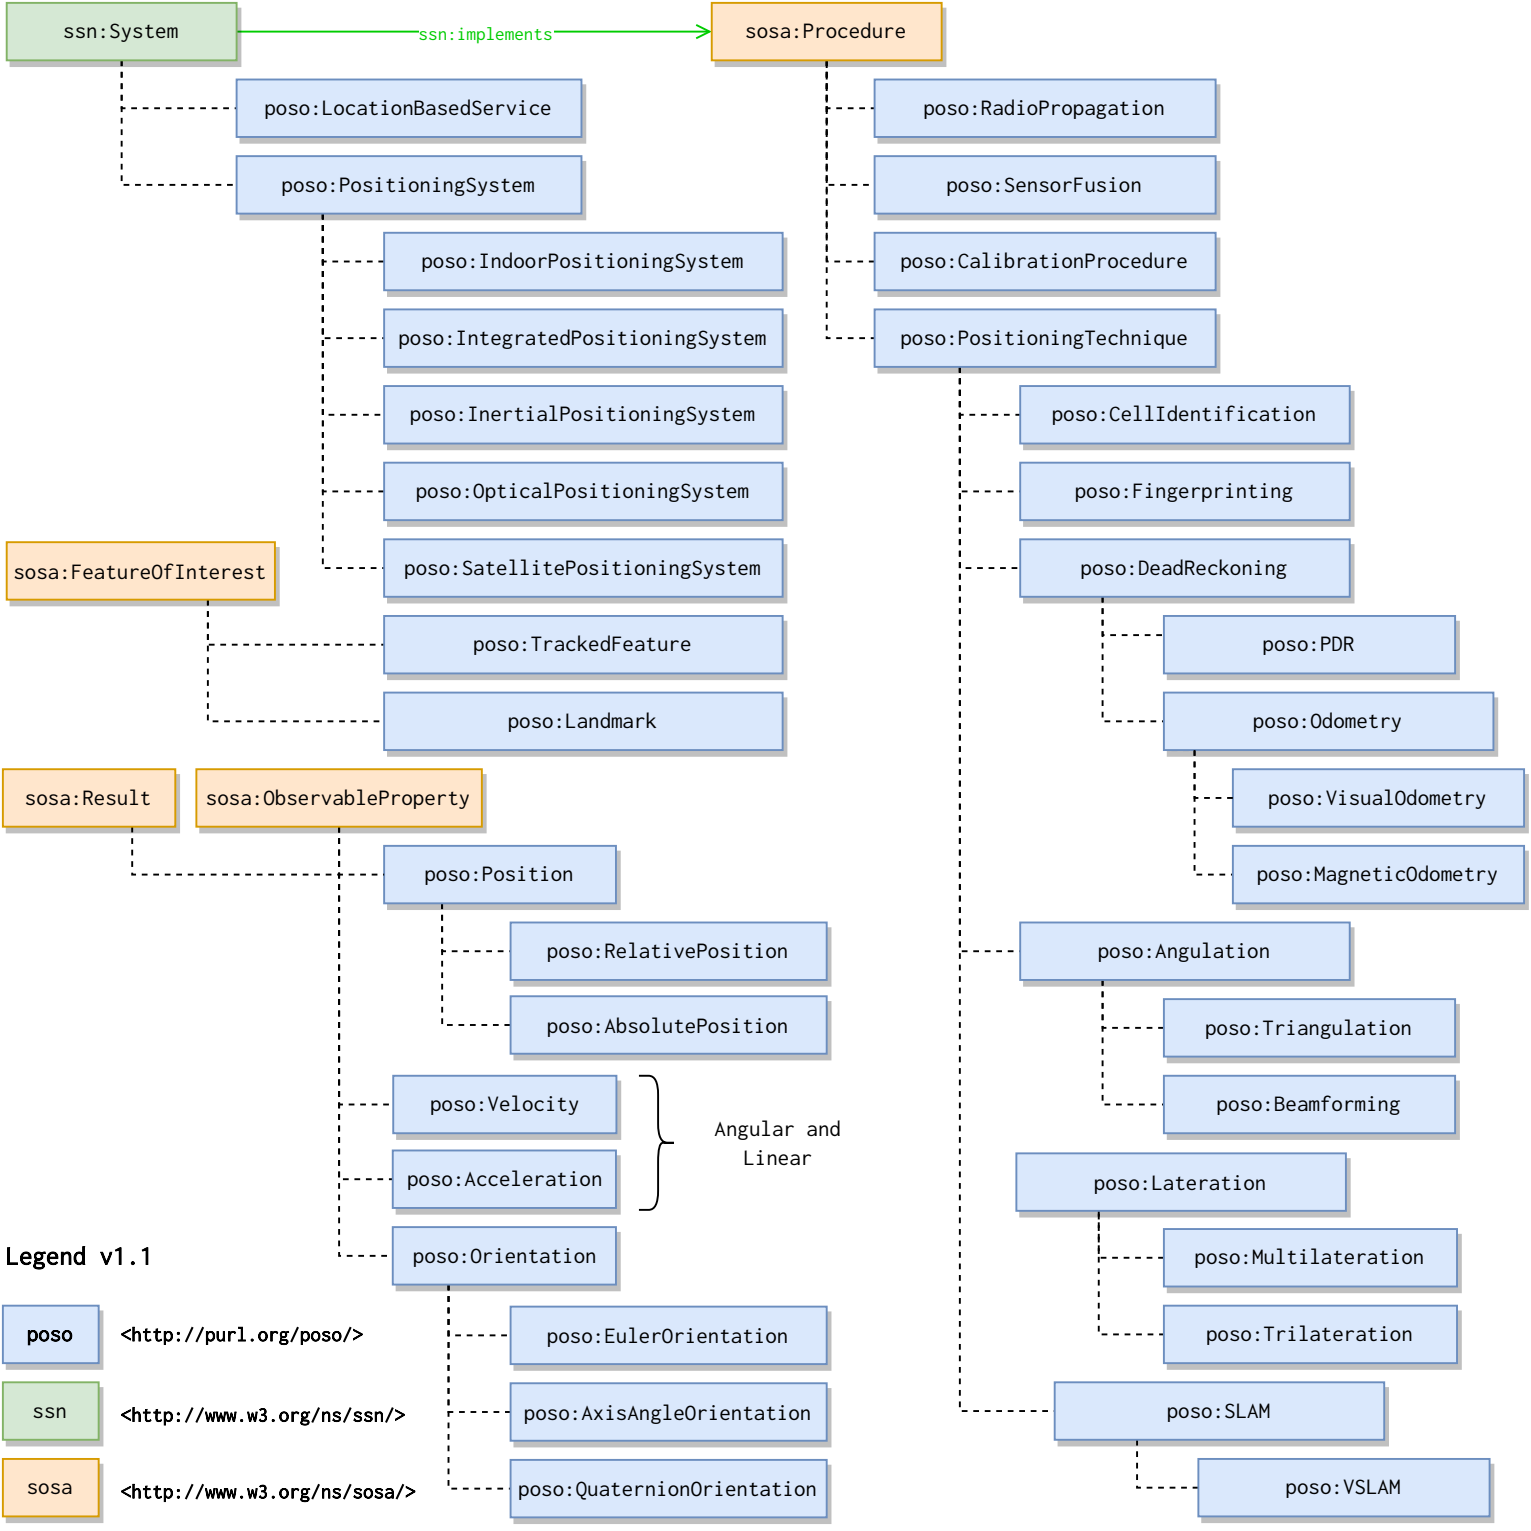 ssn:System
ssn:implements
sosa:Procedure
poso:LocationBasedService
poso:RadioPropagation
poso:PositioningSystem
poso:SensorFusion
poso:IndoorPositioningSystem
poso:CalibrationProcedure
poso:IntegratedPositioningSystem
poso:PositioningTechnique
poso:InertialPositioningSystem
poso:CellIdentification
poso:OpticalPositioningSystem
poso:Fingerprinting
sosa:FeatureOfInterest
poso:SatellitePositioningSystem
poso:DeadReckoning
poso:TrackedFeature
poso:PDR
poso:Landmark
poso:Odometry
sosa:Result
sosa:ObservableProperty
poso:VisualOdometry
poso:Position
poso:MagneticOdometry
poso:RelativePosition
poso:Angulation
poso:AbsolutePosition
poso:Triangulation
poso:Velocity
poso:Beamforming
Angular and
Linear
poso:Acceleration
poso:Lateration
Legend v1.1
poso:Orientation
poso:Multilateration
poso
<http://purl.org/poso/>
poso:EulerOrientation
poso:Trilateration
ssn
<http://www.w3.org/ns/ssn/>
poso:AxisAngleOrientation
poso:SLAM
sosa
<http://www.w3.org/ns/sosa/>
poso:QuaternionOrientation
poso:VSLAM